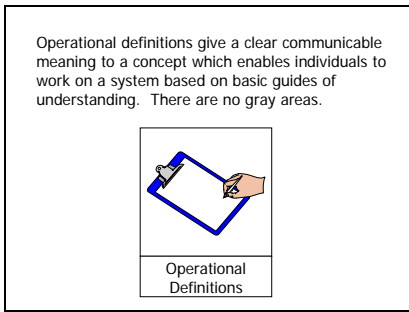 Operational definitions give a clear communicable
meaning to a concept which enables individuals to
work on a system based on basic guides of
understanding.  There are no gray areas.
Operational
Definitions